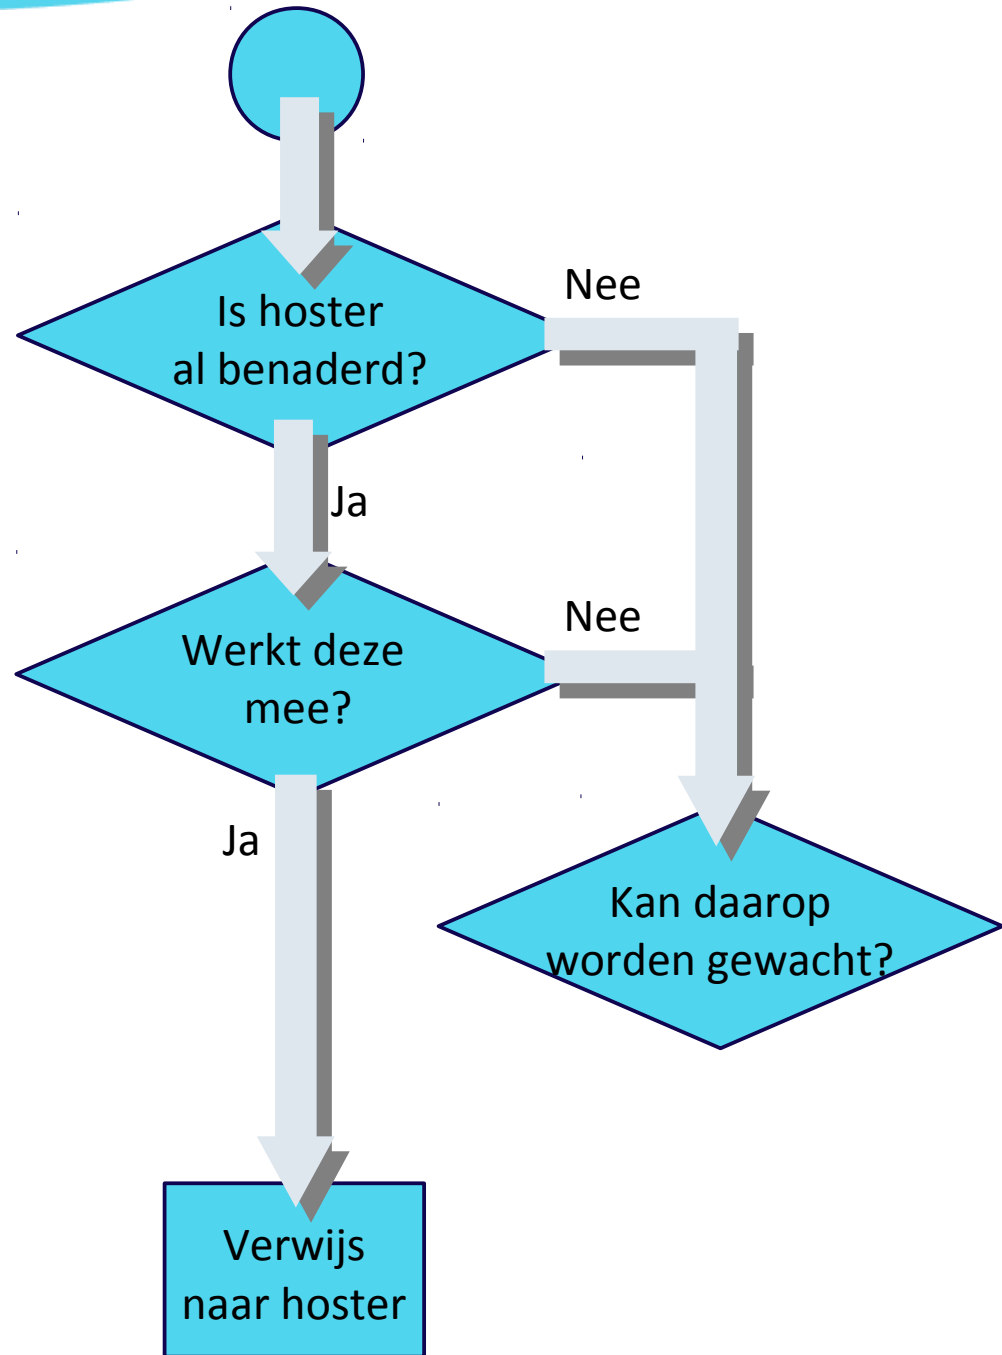 Nee
Is hoster
al benaderd?
Ja
Nee
Werkt deze
mee?
Ja
Kan daarop
worden gewacht?
Verwijs
naar hoster